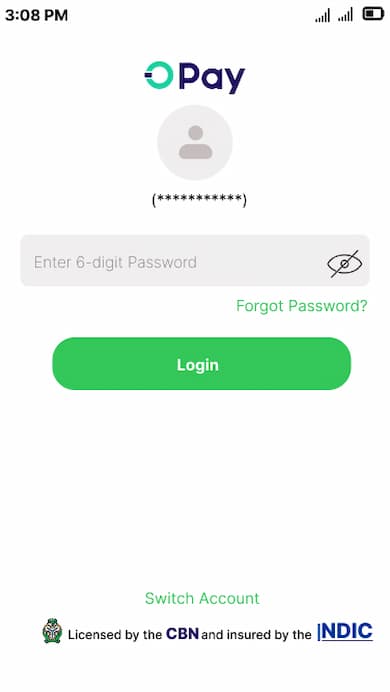 3:08 PM
OPay
(***********)
Enter 6-digit Password
Forgot Password?
Login
Switch Account
Licensed by the CBN and insured by the NDIC